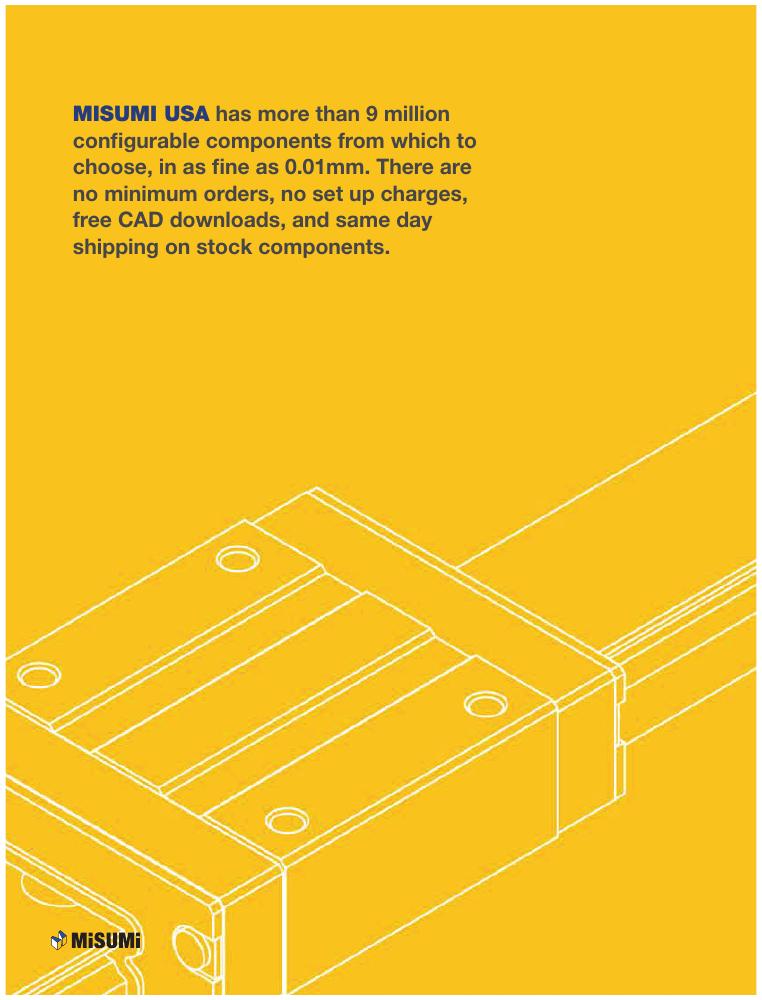 MISUMI USA has more than 9 million
configurable components from which to
choose, in as fine as 0.01mm. There are
no minimum orders, no set up charges,
free CAD downloads, and same day
shipping on stock components.
MiSUMi